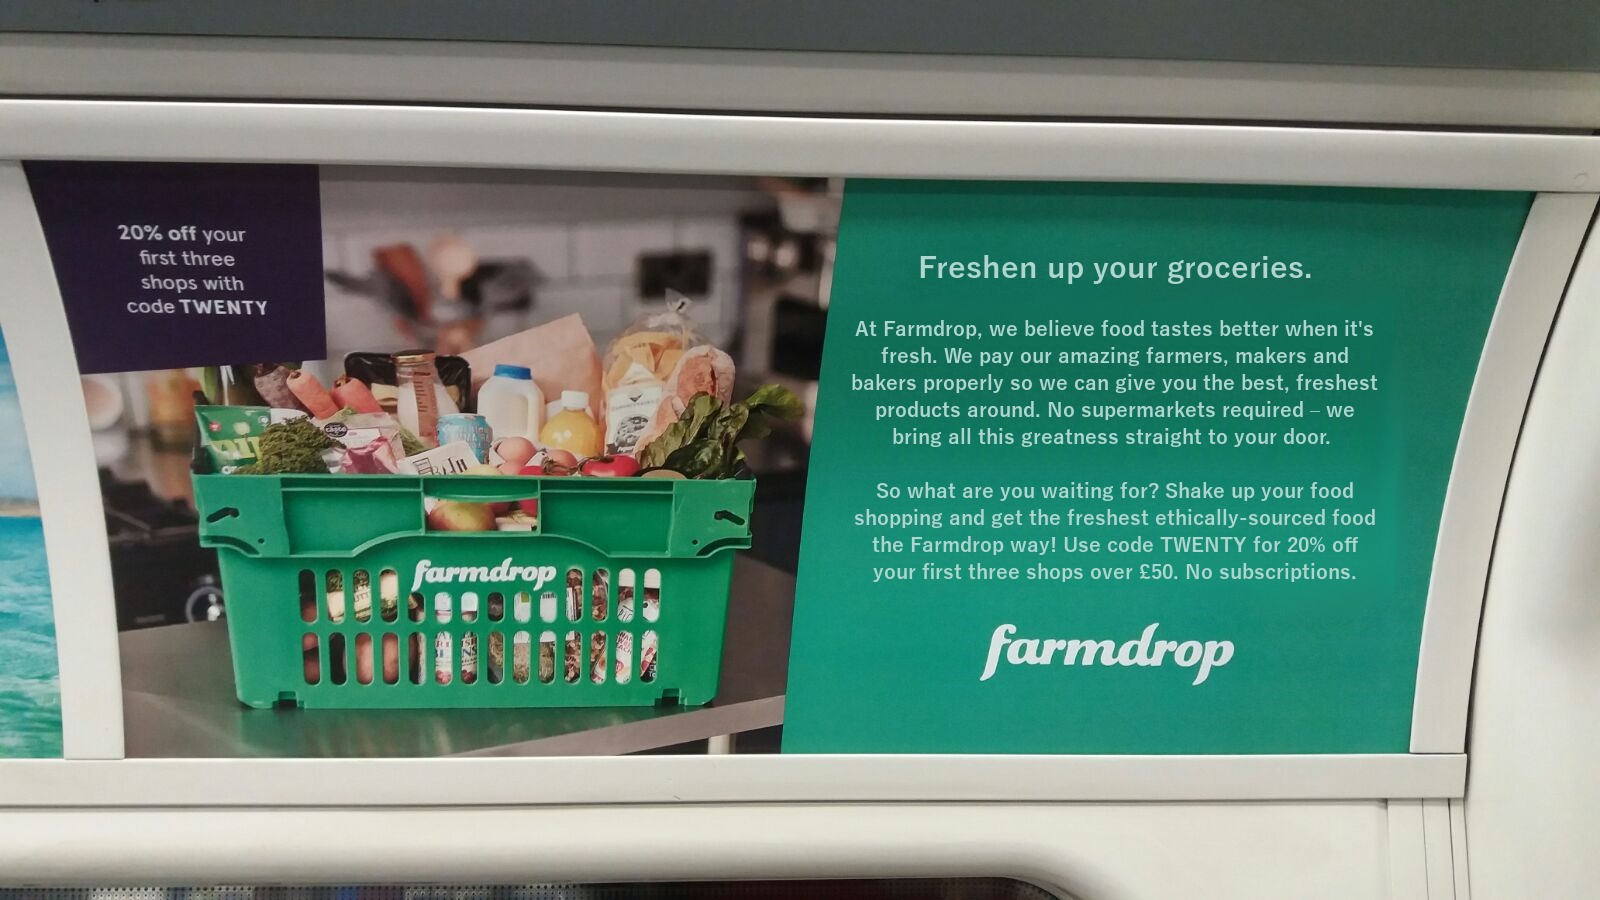 20% off your
first three
shops with
code TWENTY
farmdrop
Freshen up your groceries.
At Farmdrop, we believe food tastes better when it's
fresh. We pay our amazing farmers, makers and
bakers properly so we can give you the best, freshest
products around. No supermarkets required – we
bring all this greatness straight to your door.
So what are you waiting for? Shake up your food
shopping and get the freshest ethically-sourced food
the Farmdrop way! Use code TWENTY for 20% off
your first three shops over £50. No subscriptions.
farmdrop